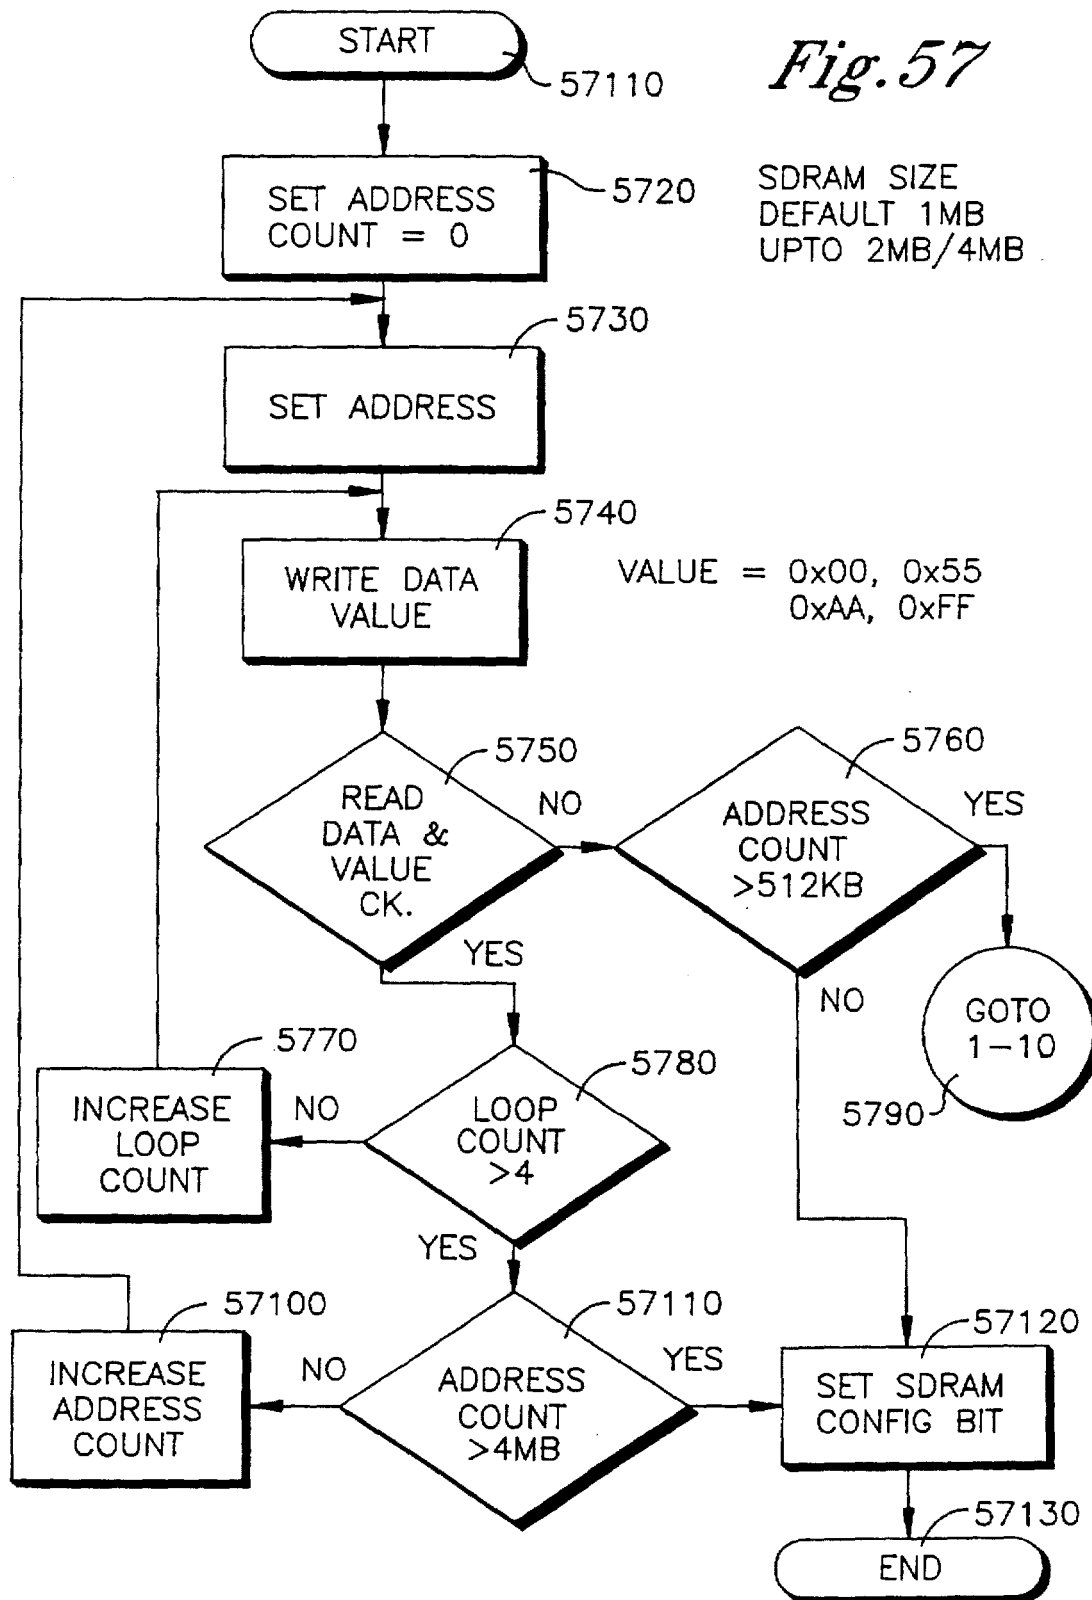 START
57110
Fig.57
SET ADDRESS
COUNT = 0
5720
SDRAM SIZE
DEFAULT 1MB
UPTO 2MB/4MB
5730
SET ADDRESS
5740
WRITE DATA
VALUE
VALUE = 0x00, 0x55
0xAA, 0xFF
5750
READ
DATA &
VALUE
CK.
NO
YES
5760
ADDRESS
COUNT
>512KB
YES
NO
GOTO
1-10
5790
5770
INCREASE
LOOP
COUNT
NO
5780
LOOP
COUNT
>4
YES
57100
INCREASE
ADDRESS
COUNT
NO
57110
ADDRESS
COUNT
>4MB
YES
57120
SET SDRAM
CONFIG BIT
57130
END